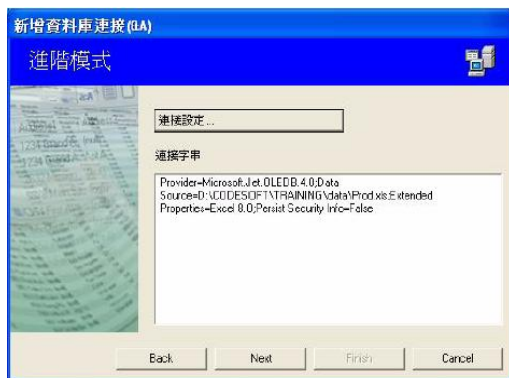 新增資料庫連接(GA)
進階模式
連接設定...
連接字串
Provider=Microsoft.Jet.OLEDB.4.0;Data
Source=D:\CODESOFT\TRAINING\data\Prod.xls;Extended
Properties=Excel 8.0;Persist Security Info=False
Back Next Finish Cancel